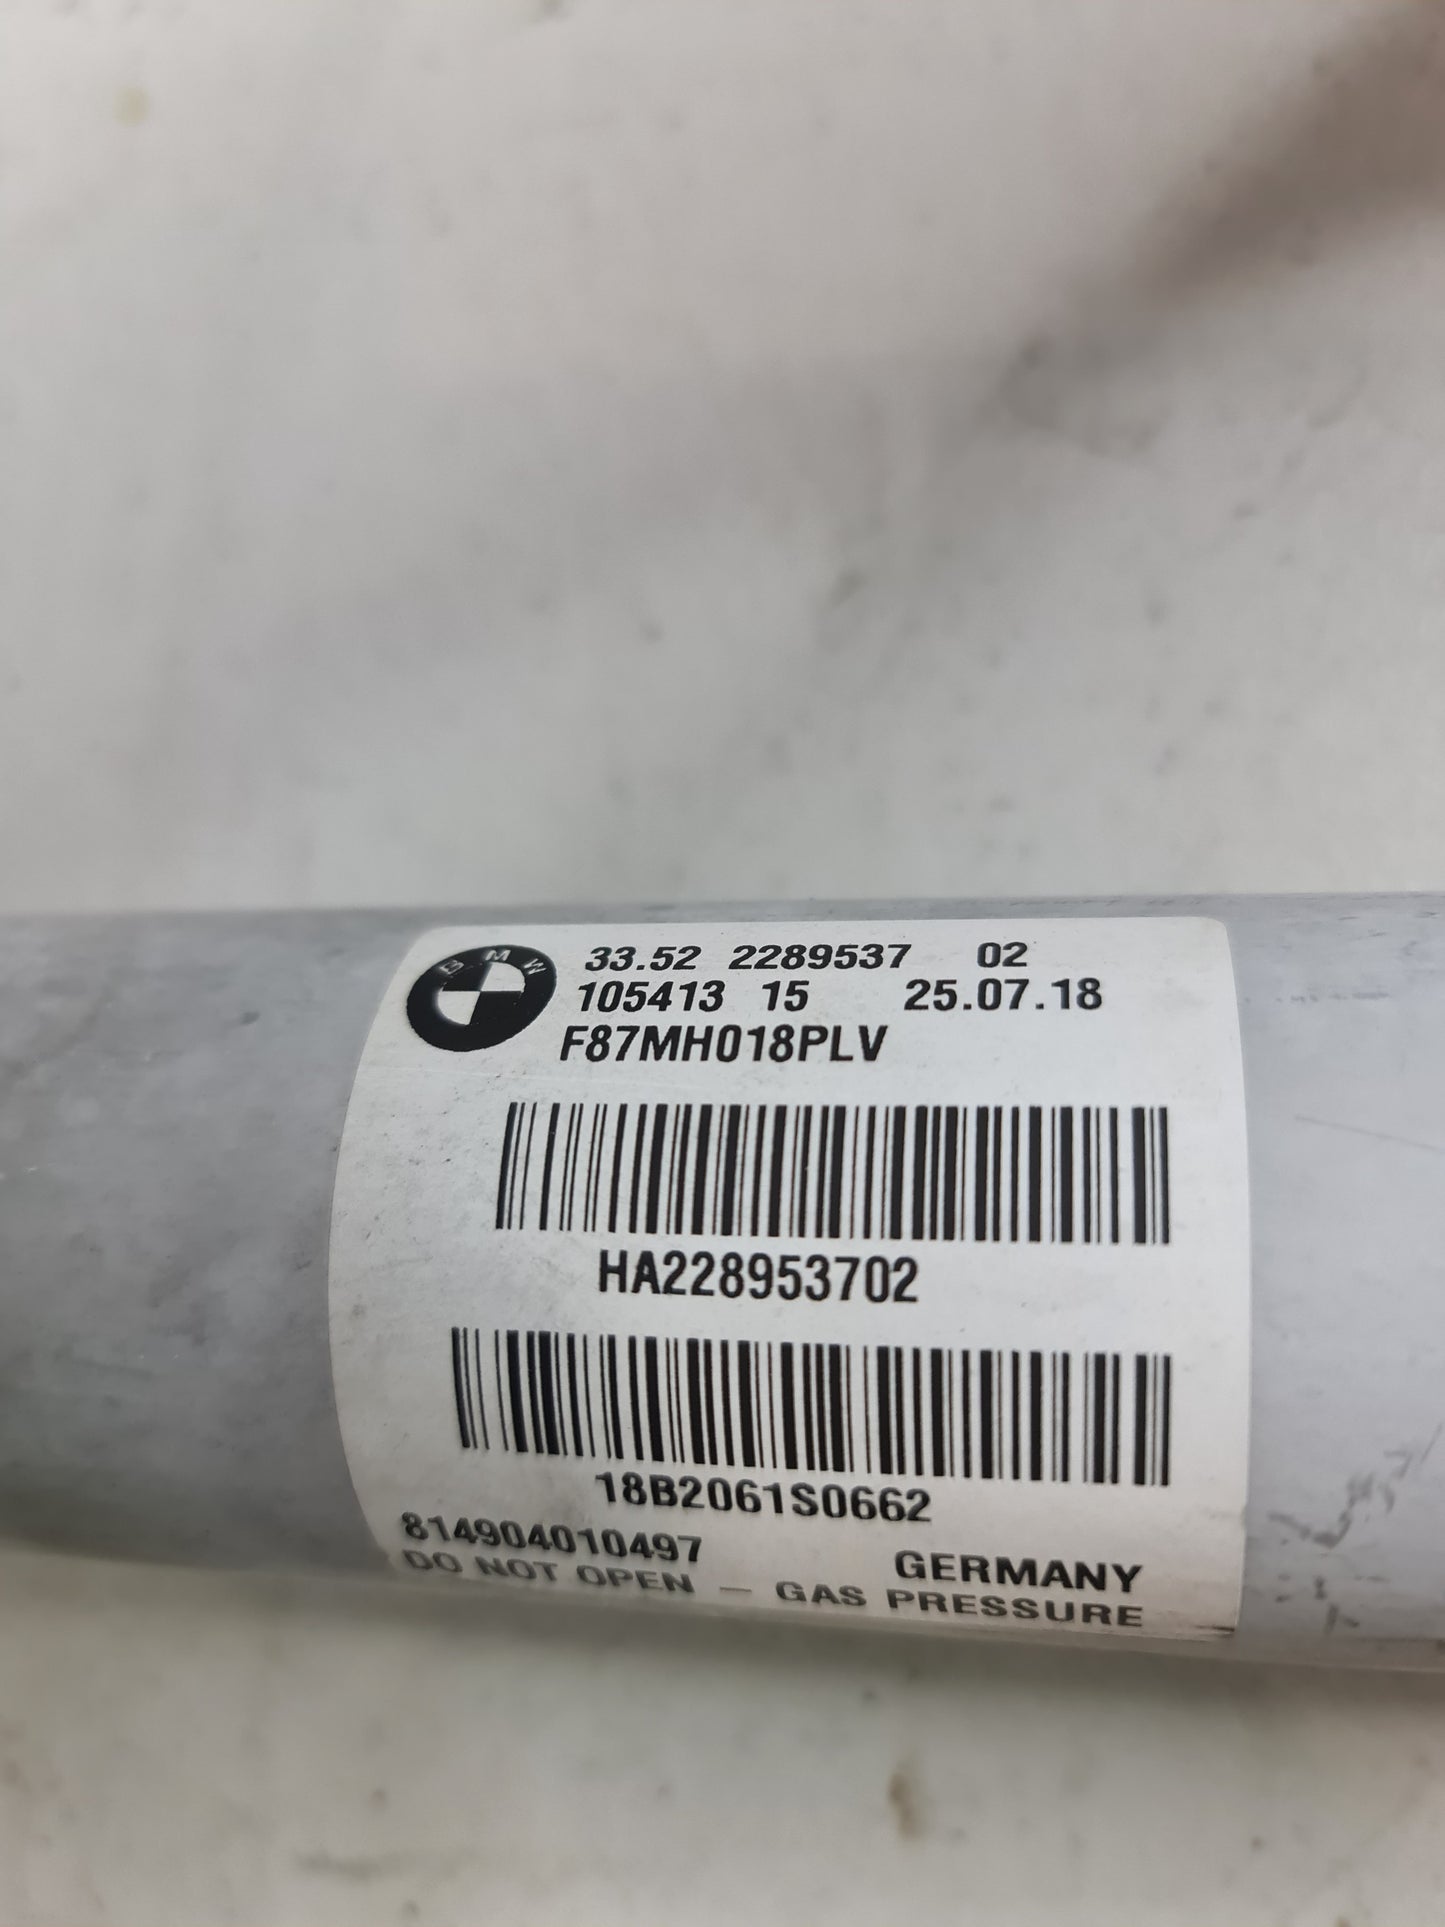 BMW
33.52 2289537 02
105413 15 25.07.18
F87MH018PLV
HA228953702
18B2061S0662
814904010497
GERMANY
DO NOT OPEN - GAS PRESSURE